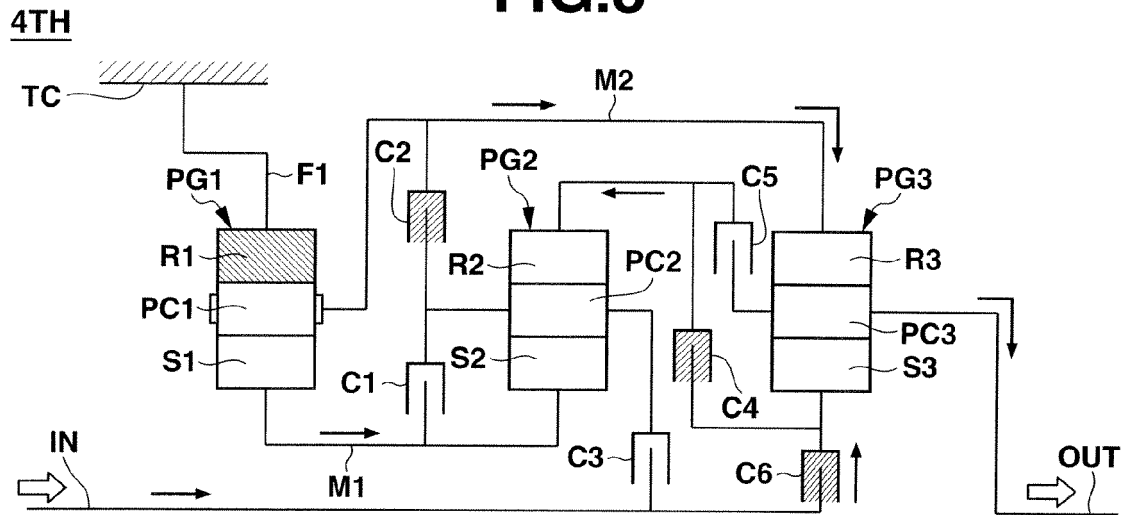 4TH
TC
M2
C2
PG2
C5
PG1
F1
PG3
R1
R2
PC2
R3
PC1
PC3
S1
S2
S3
C1
C4
IN
C3
C6
OUT
M1